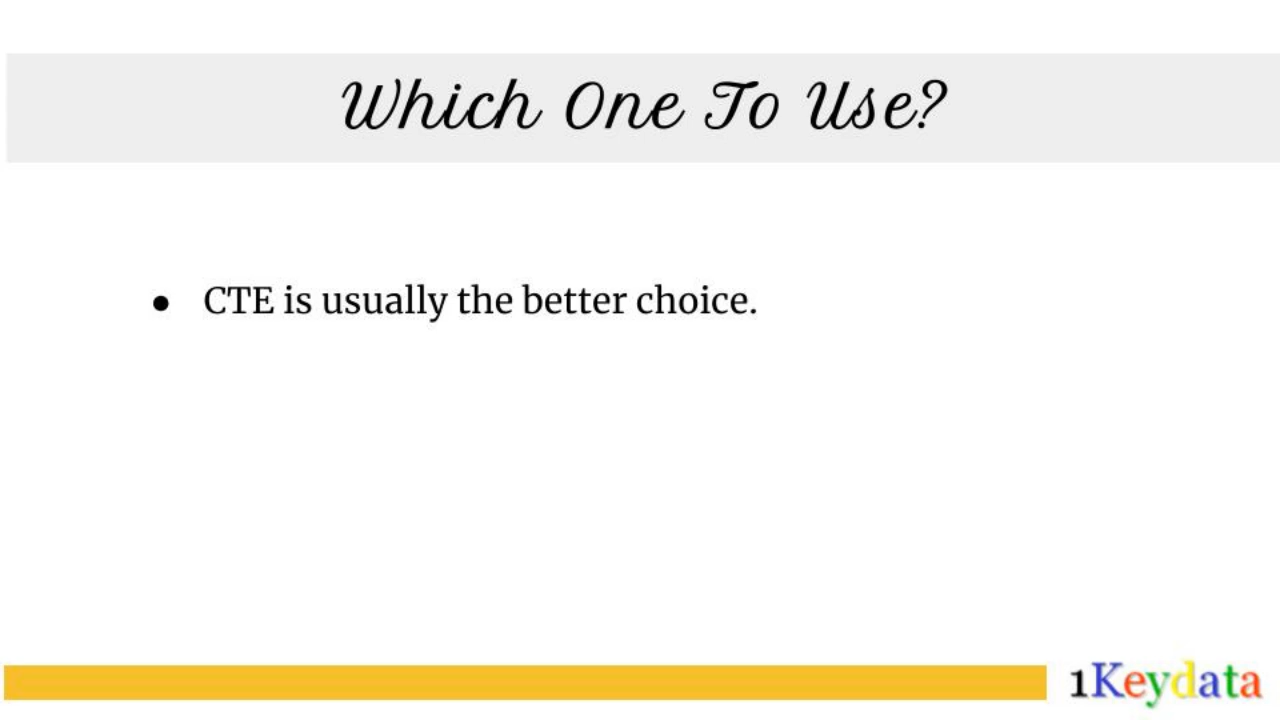 Which One To Use?
● CTE is usually the better choice.
1Keydata